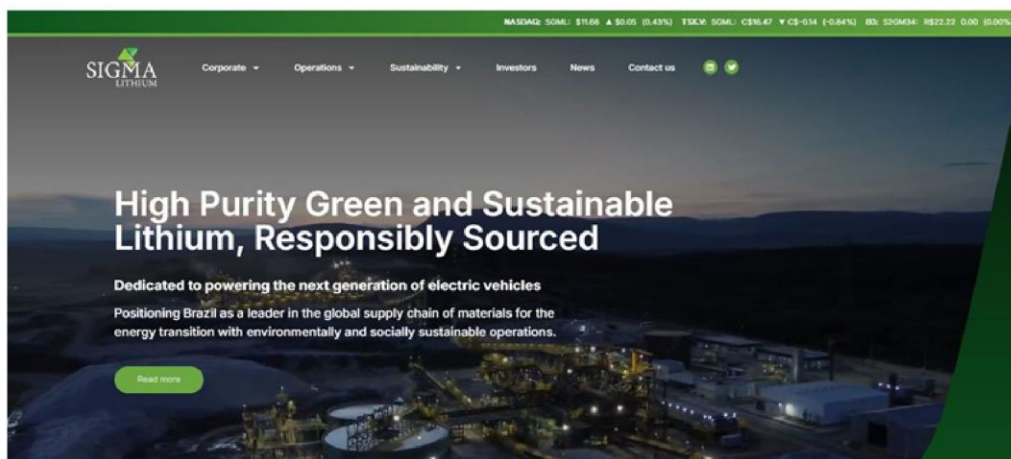 NASDAQ: SGML: $11.68 ▲ $0.05 (0.43%) TSX.V: SGML: C$16.47 ▼ C$-0.14 (-0.84%) B3: S2GM34: R$22.22 0.00 (0.00%
SIGMA
LITHIUM
Corporate Operations Sustainability Investors News Contact us
High Purity Green and Sustainable
Lithium, Responsibly Sourced
Dedicated to powering the next generation of electric vehicles
Positioning Brazil as a leader in the global supply chain of materials for the
energy transition with environmentally and socially sustainable operations.
Read more